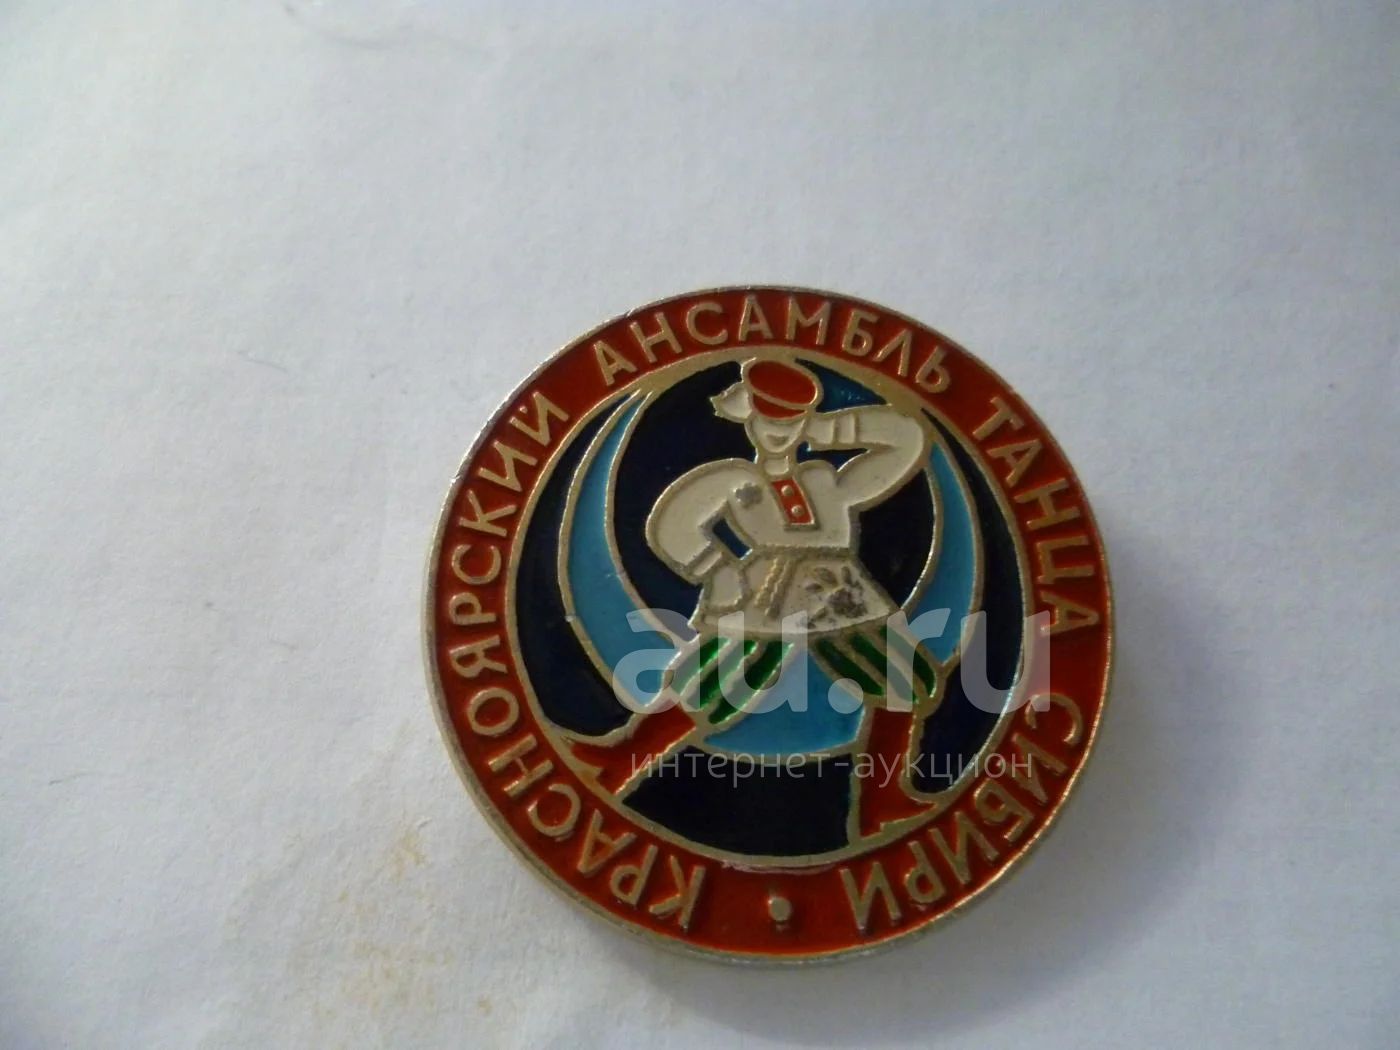 КРАСНОЯРСКИЙ АНСАМБЛЬ ТАНЦА СИБИРИ •
au.ru
интернет-аукцион